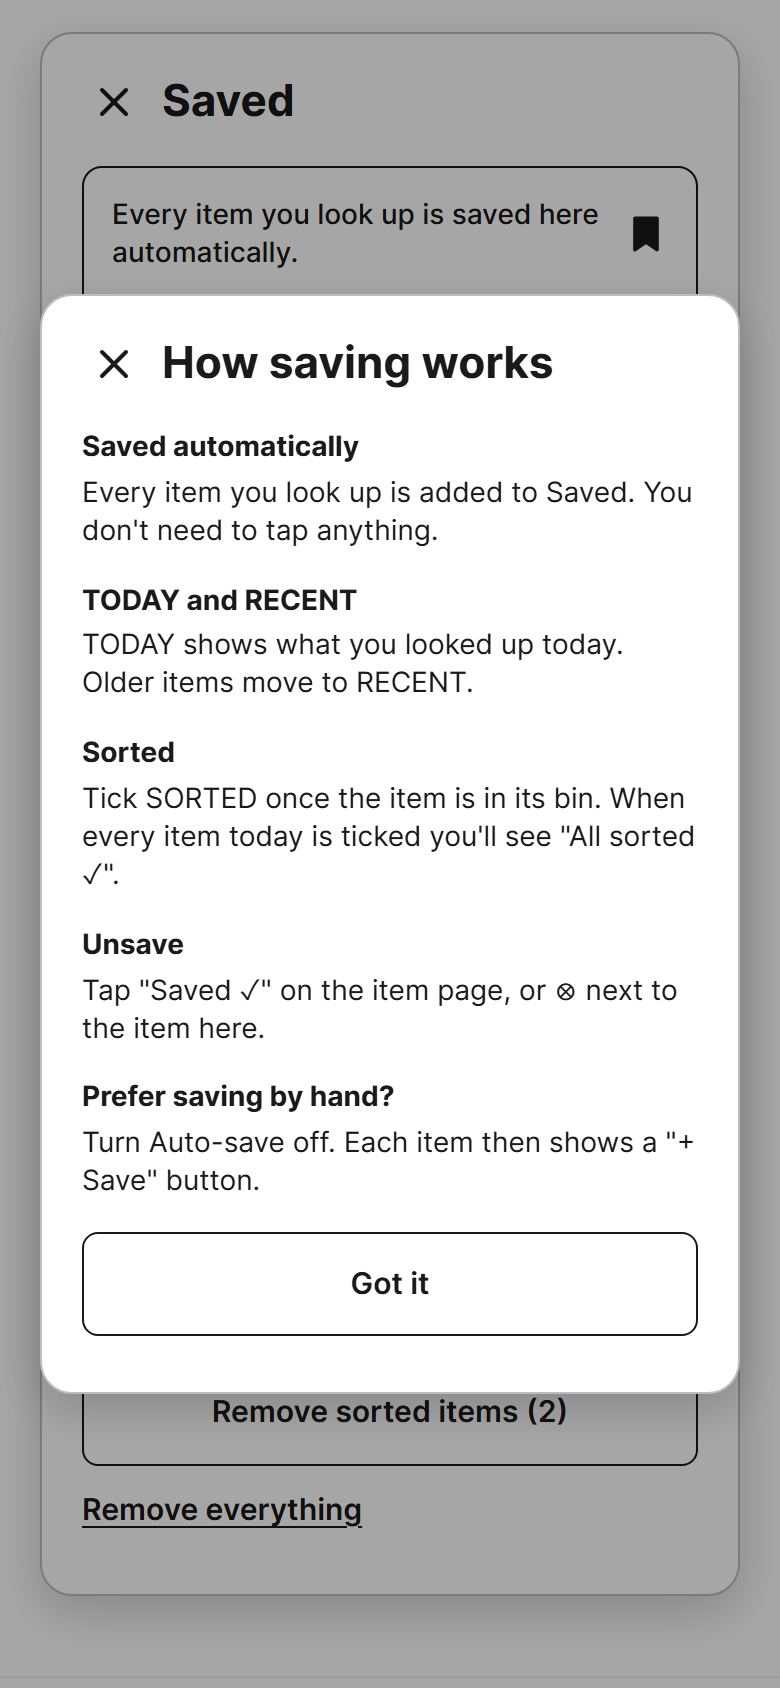 Saved
Every item you look up is saved here
automatically.
How saving works
Saved automatically
Every item you look up is added to Saved. You
don't need to tap anything.
TODAY and RECENT
TODAY shows what you looked up today.
Older items move to RECENT.
Sorted
Tick SORTED once the item is in its bin. When
every item today is ticked you'll see "All sorted
✓".
Unsave
Tap "Saved ✓" on the item page, or ⊗ next to
the item here.
Prefer saving by hand?
Turn Auto-save off. Each item then shows a "+
Save" button.
Got it
Remove sorted items (2)
Remove everything